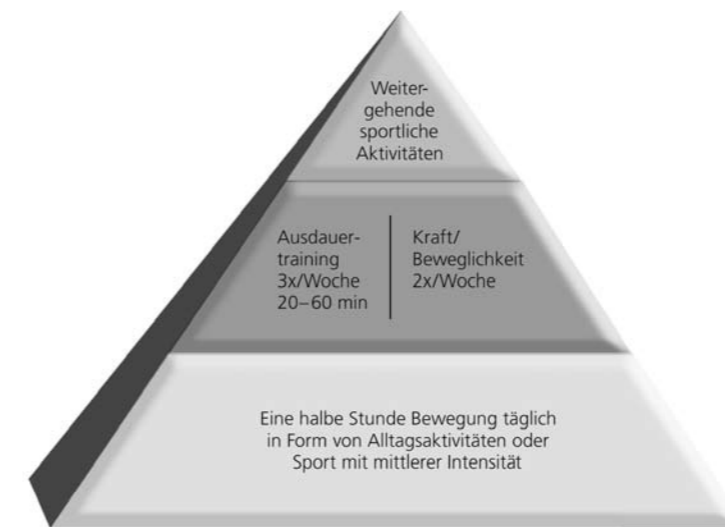 Weiter-
gehende
sportliche
Aktivitäten
Ausdauer-
training
3x/Woche
20–60 min
Kraft/
Beweglichkeit
2x/Woche
Eine halbe Stunde Bewegung täglich
in Form von Alltagsaktivitäten oder
Sport mit mittlerer Intensität